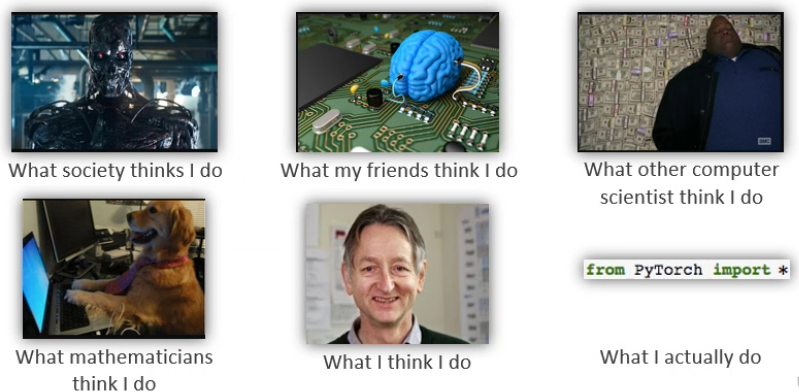 What society thinks I do
What my friends think I do
What other computer
scientist think I do
What mathematicians
think I do
What I think I do
from PyTorch import *
What I actually do